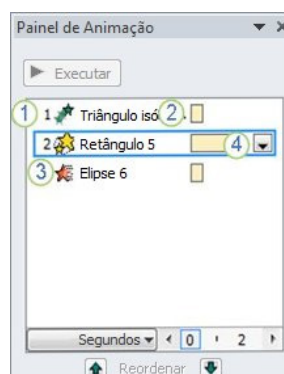 Painel de Animação
Executar
1 1 Triângulo isó 2 .
2 Retângulo 5 4
3 Elipse 6
Segundos 0 2
Reordenar